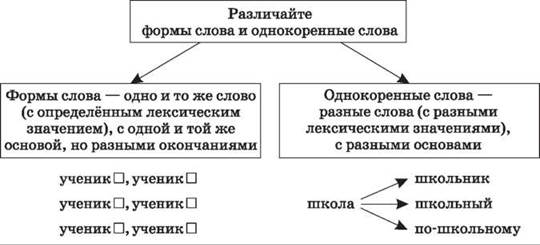 Различайте
формы слова и однокоренные слова
Формы слова — одно и то же слово
(с определённым лексическим
значением), с одной и той же
основой, но разными окончаниями
Однокоренные слова —
разные слова (с разными
лексическими значениями),
с разными основами
ученик□, ученик□
ученик□, ученик□
ученик□, ученик□
школа
школьник
школьный
по-школьному